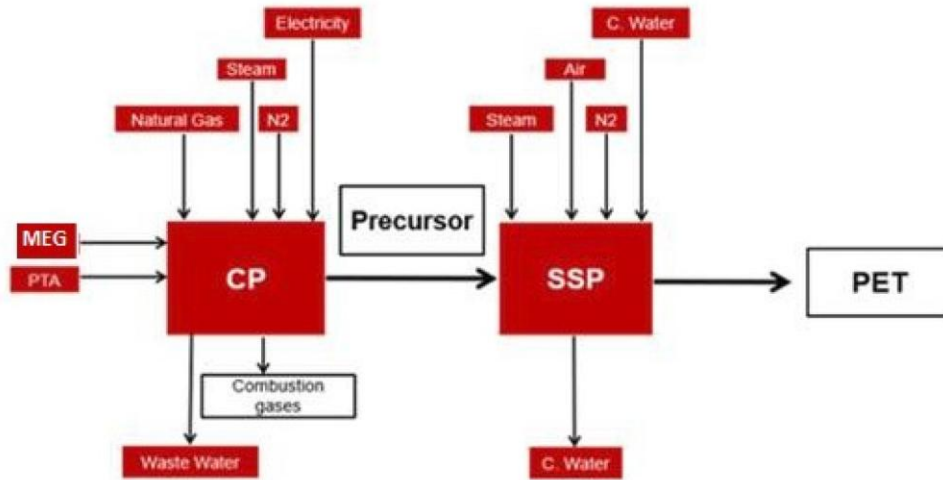 Electricity
C. Water
Steam
Air
Natural Gas
N2
Steam
N2
Precursor
MEG
PTA
CP
SSP
PET
Combustion
gases
Waste Water
C. Water